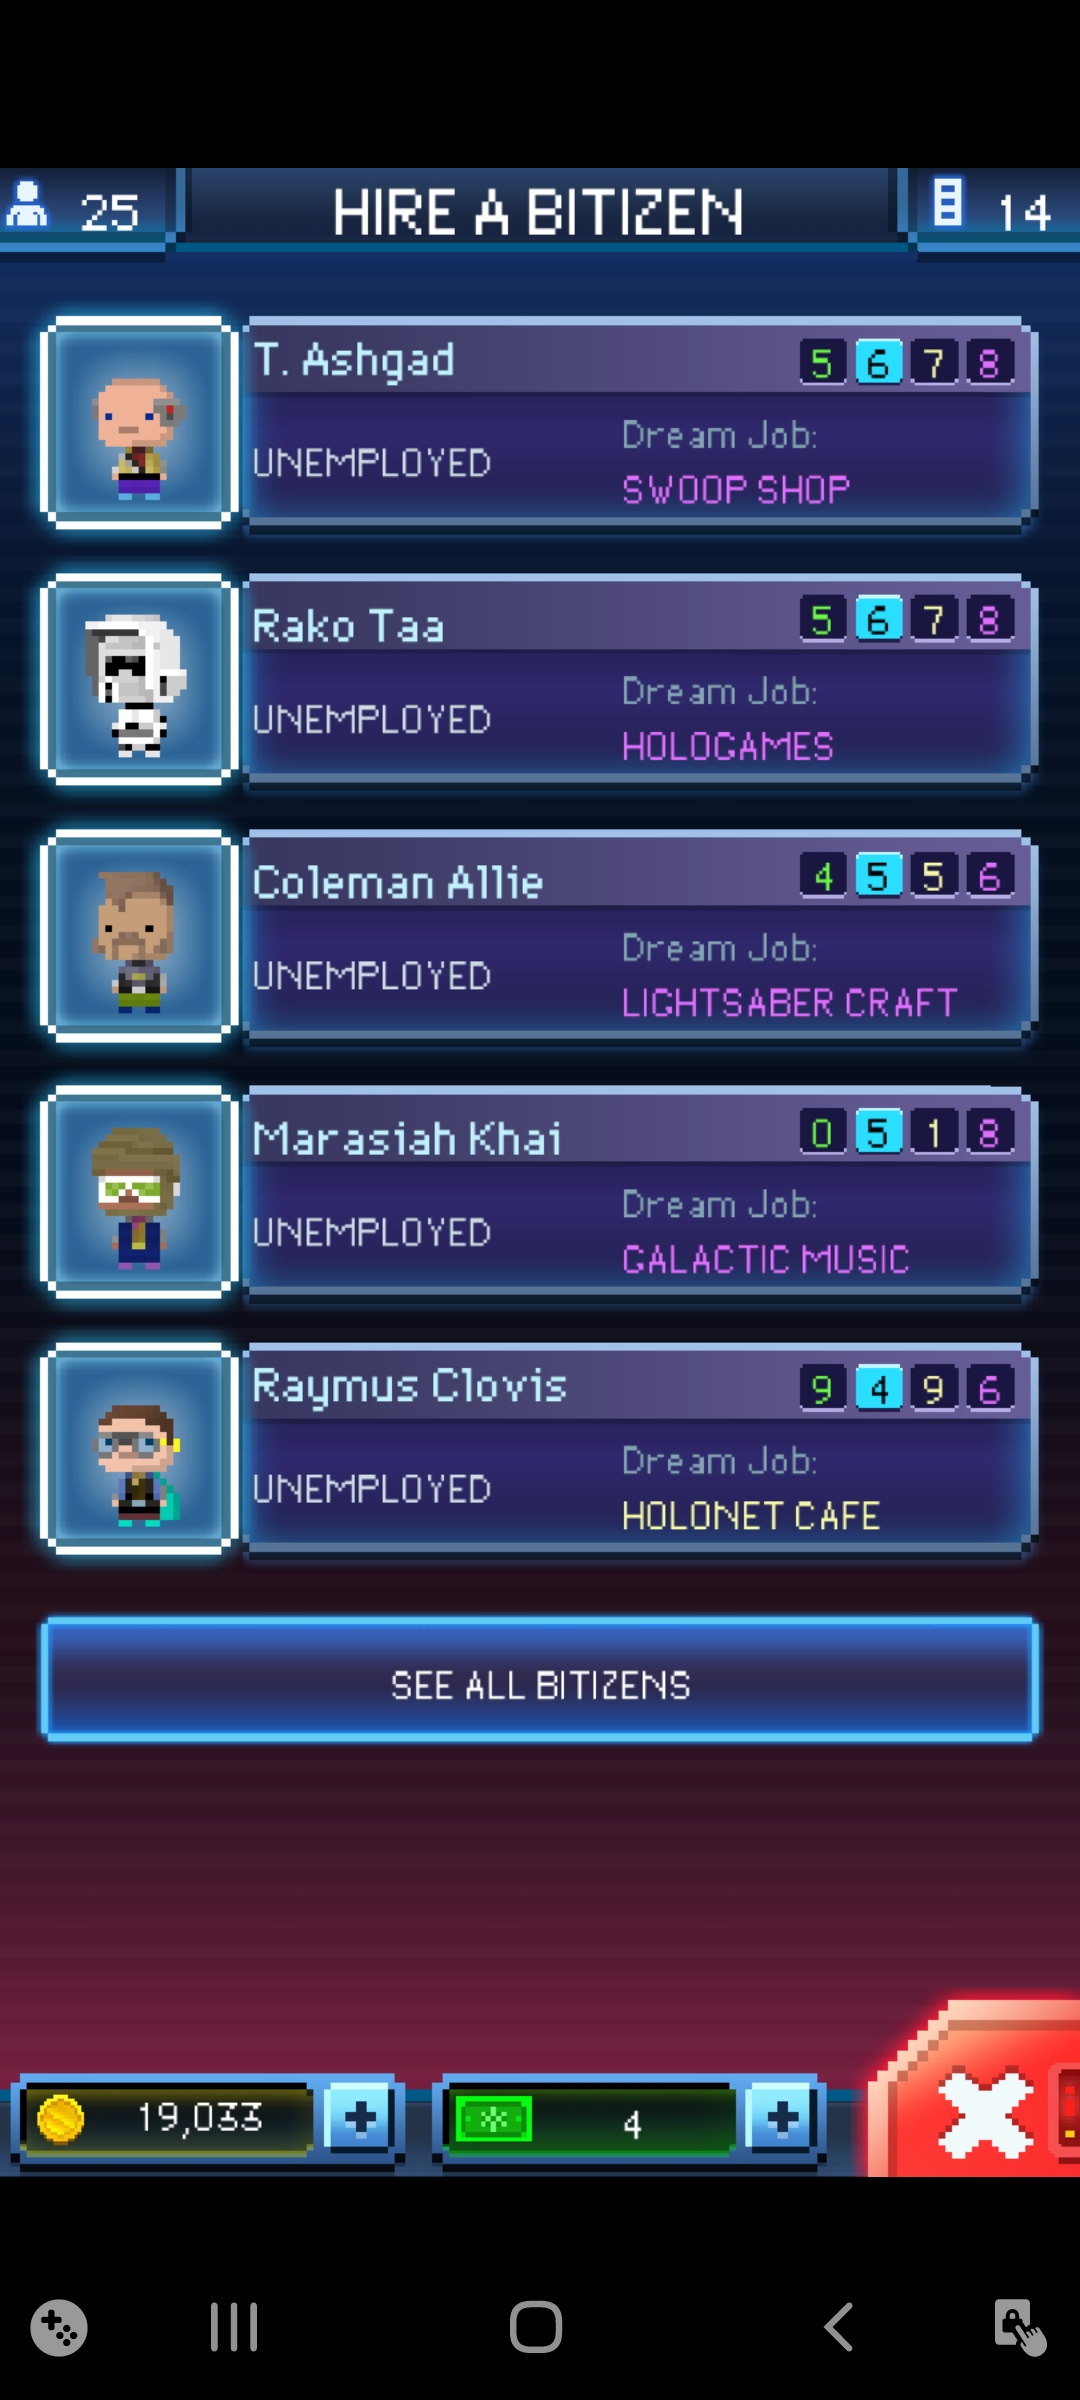 25
HIRE A BITIZEN
14
T. Ashgad
5 6 7 8
UNEMPLOYED
Dream Job:
SWOOP SHOP
Rako Taa
5 6 7 8
UNEMPLOYED
Dream Job:
HOLOGAMES
Coleman Allie
4 5 5 6
UNEMPLOYED
Dream Job:
LIGHTSABER CRAFT
Marasiah Khai
0 5 1 8
UNEMPLOYED
Dream Job:
GALACTIC MUSIC
Raymus Clovis
9 4 9 6
UNEMPLOYED
Dream Job:
HOLONET CAFE
SEE ALL BITIZENS
19,033
4